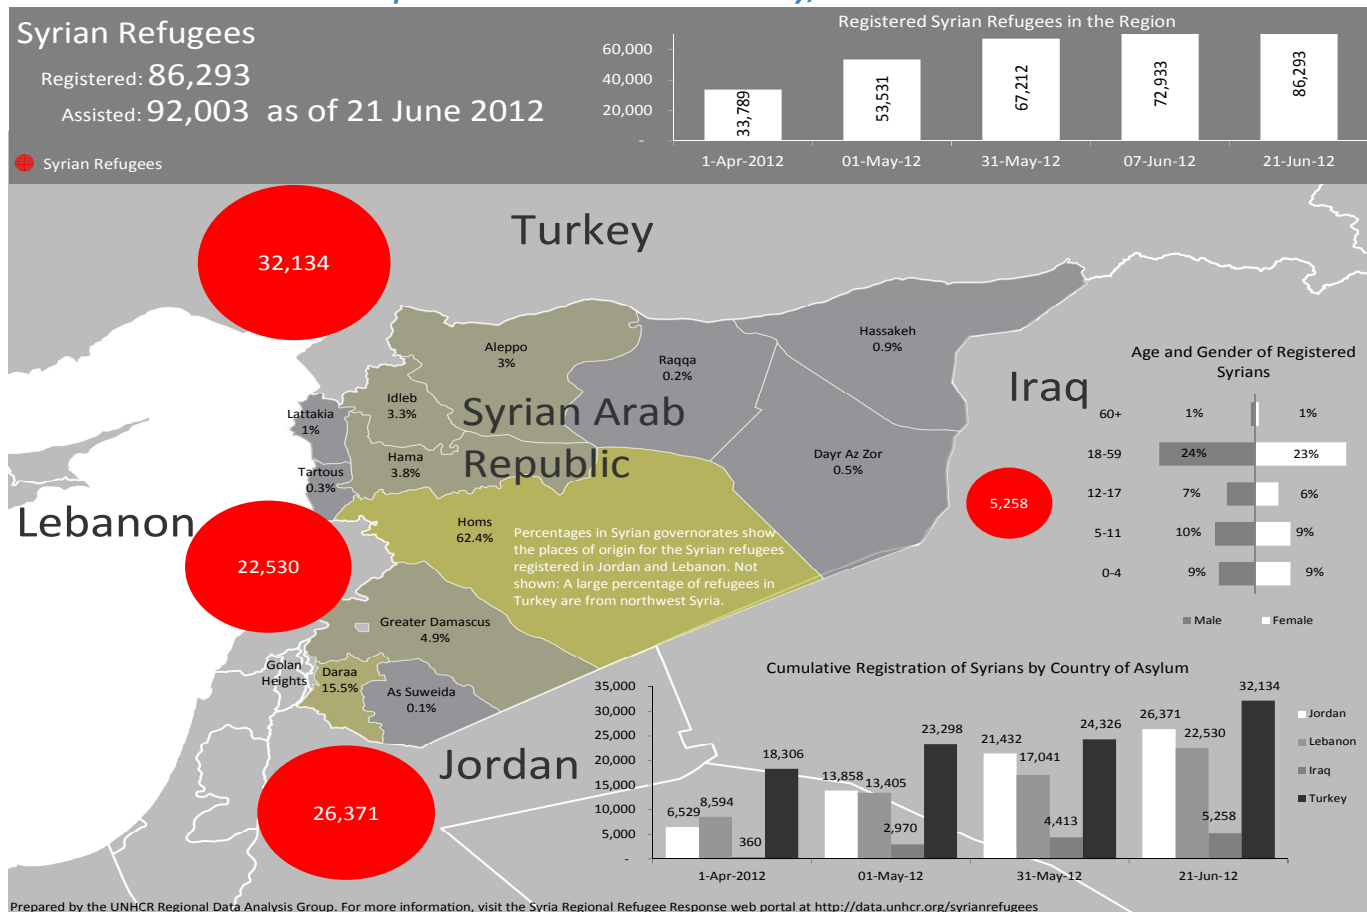 Syrian Refugees
Registered: 86,293
Assisted: 92,003 as of 21 June 2012
Syrian Refugees
Registered Syrian Refugees in the Region
60,000
40,000
20,000
-
33,789
53,531
67,212
72,933
86,293
1-Apr-2012
01-May-12
31-May-12
07-Jun-12
21-Jun-12
Turkey
32,134
Hassakeh
0.9%
Aleppo
3%
Raqqa
0.2%
Idleb
3.3%
Syrian Arab
Republic
Lattakia
1%
Hama
3.8%
Dayr Az Zor
0.5%
Tartous
0.3%
Iraq
5,258
Lebanon
22,530
Homs
62.4%
Percentages in Syrian governorates show
the places of origin for the Syrian refugees
registered in Jordan and Lebanon. Not
shown: A large percentage of refugees in
Turkey are from northwest Syria.
Greater Damascus
4.9%
Golan
Heights
Daraa
15.5%
As Suweida
0.1%
Jordan
26,371
Age and Gender of Registered
Syrians
60+ 1% 1%
18-59 24% 23%
12-17 7% 6%
5-11 10% 9%
0-4 9% 9%
Male Female
Cumulative Registration of Syrians by Country of Asylum
35,000
30,000
25,000
20,000
15,000
10,000
5,000
-
6,529 8,594 360 18,306
13,858 13,405 2,970 23,298
21,432 17,041 4,413 24,326
26,371 22,530 5,258 32,134
1-Apr-2012
01-May-12
31-May-12
21-Jun-12
Jordan
Lebanon
Iraq
Turkey
Prepared by the UNHCR Regional Data Analysis Group. For more information, visit the Syria Regional Refugee Response web portal at http://data.unhcr.org/syrianrefugees